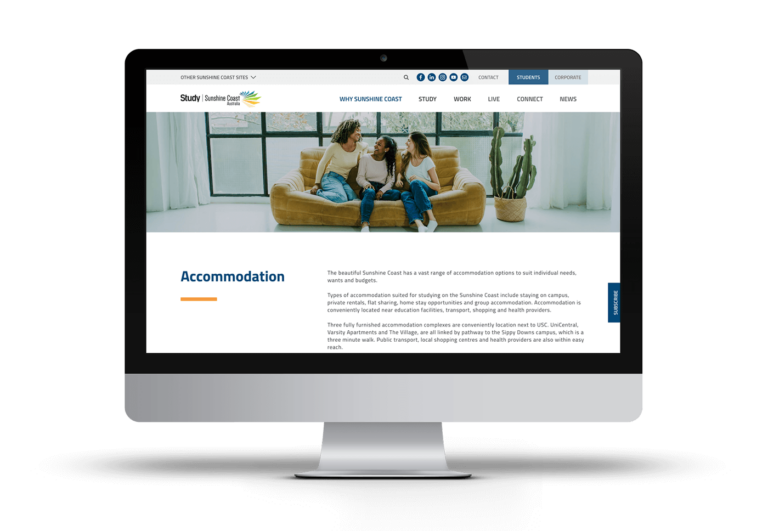 OTHER SUNSHINE COAST SITES
CONTACT
STUDENTS
CORPORATE
Study | Sunshine Coast
Australia
WHY SUNSHINE COAST
STUDY
WORK
LIVE
CONNECT
NEWS
Accommodation
The beautiful Sunshine Coast has a vast range of accommodation options to suit individual needs,
wants and budgets.
Types of accommodation suited for studying on the Sunshine Coast include staying on campus,
private rentals, flat sharing, home stay opportunities and group accommodation. Accommodation is
conveniently located near education facilities, transport, shopping and health providers.
Three fully furnished accommodation complexes are conveniently location next to USC. UniCentral,
Varsity Apartments and The Village, are all linked by pathway to the Sippy Downs campus, which is a
three minute walk. Public transport, local shopping centres and health providers are also within easy
reach.
SUBSCRIBE